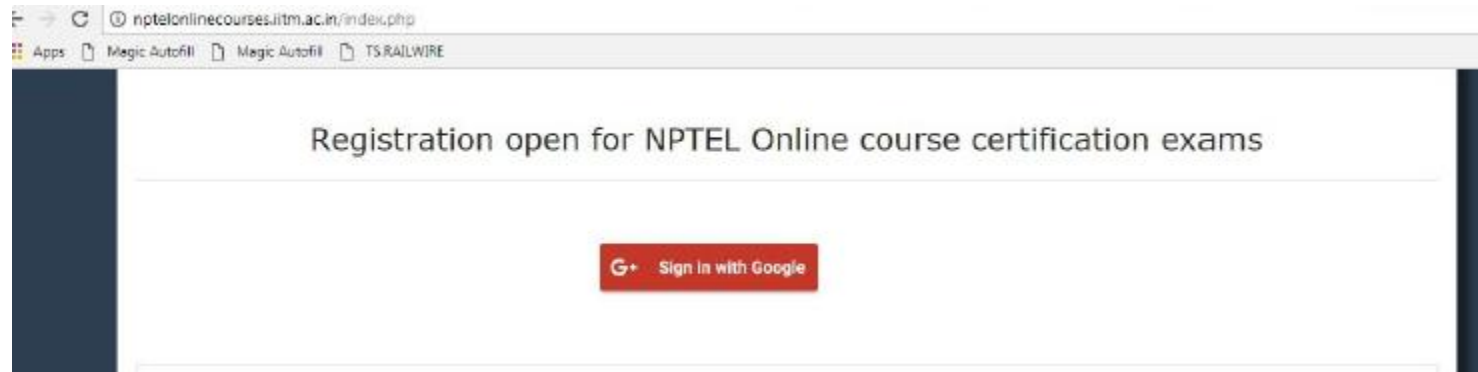 nptelonlinecourses.iitm.ac.in/index.php
Apps Magic Autofill Magic Autofill TS.RAILWIRE
Registration open for NPTEL Online course certification exams
G+ Sign in with Google